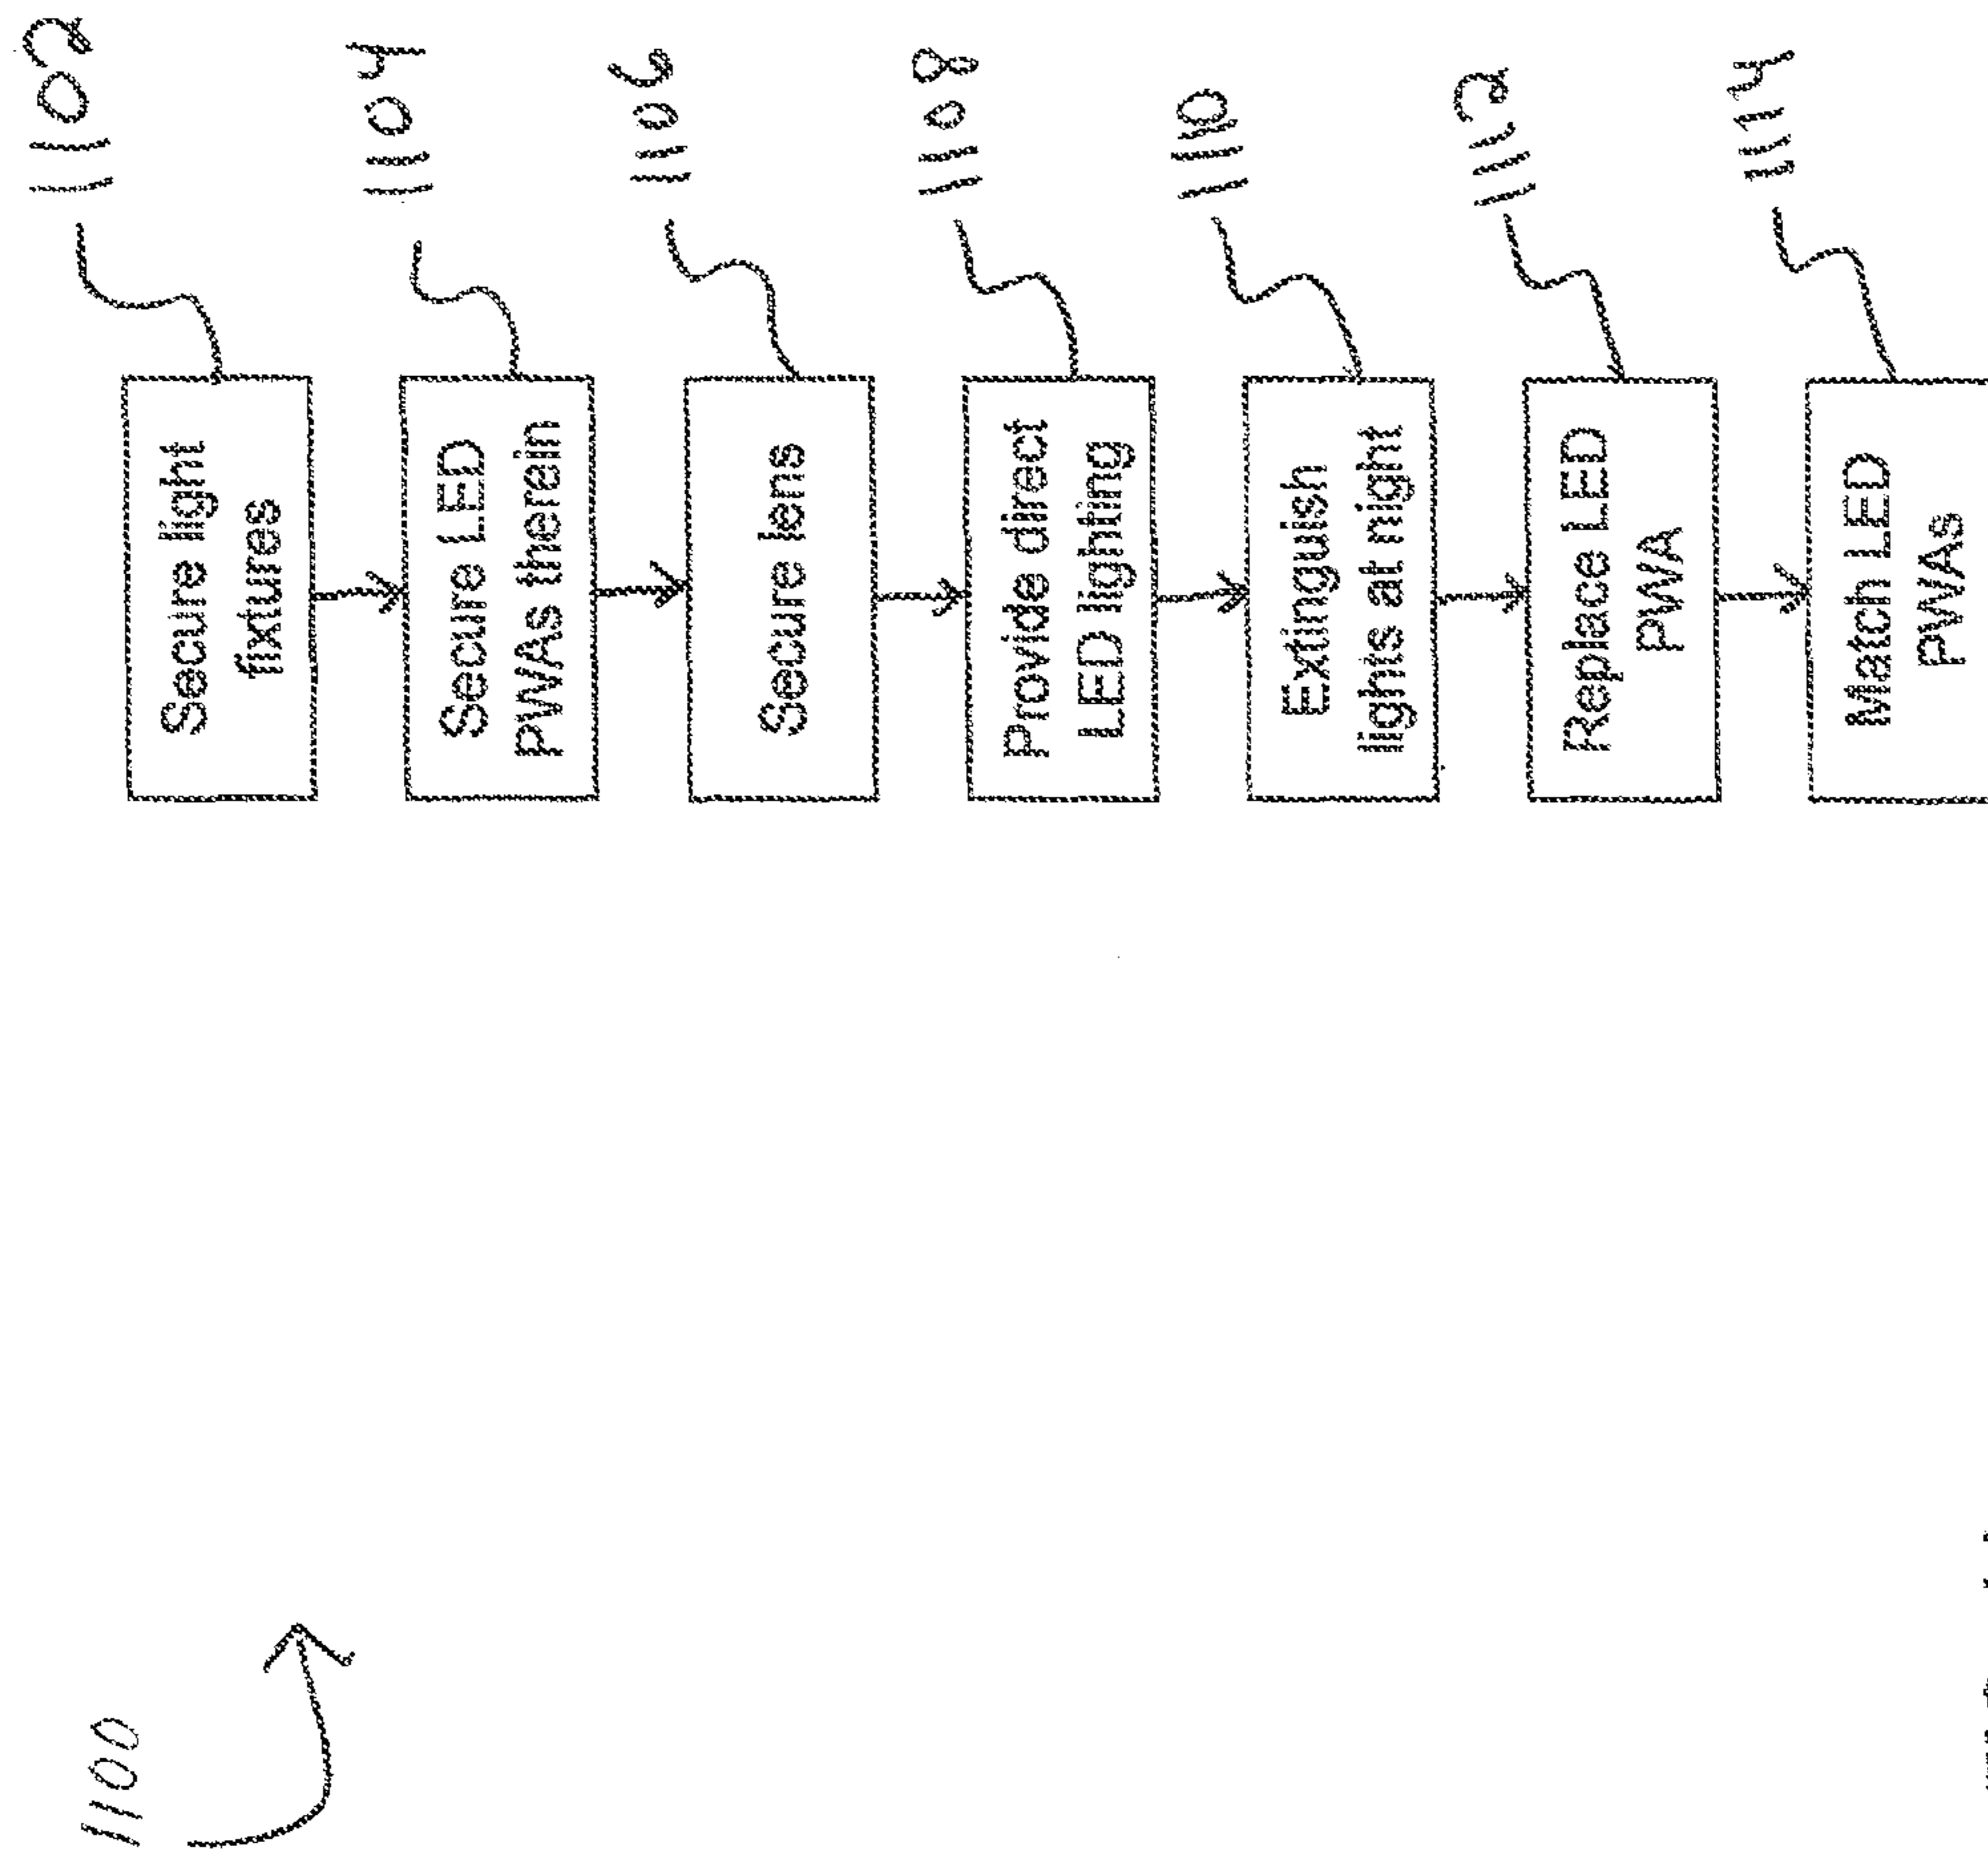 1100
Secure light
fixtures
1102
Secure LED
PWAs therein
1104
Secure lens
1106
Provide direct
LED lighting
1108
Extinguish
lights at night
1110
Replace LED
PWA
1112
Match LED
PWAs
1114